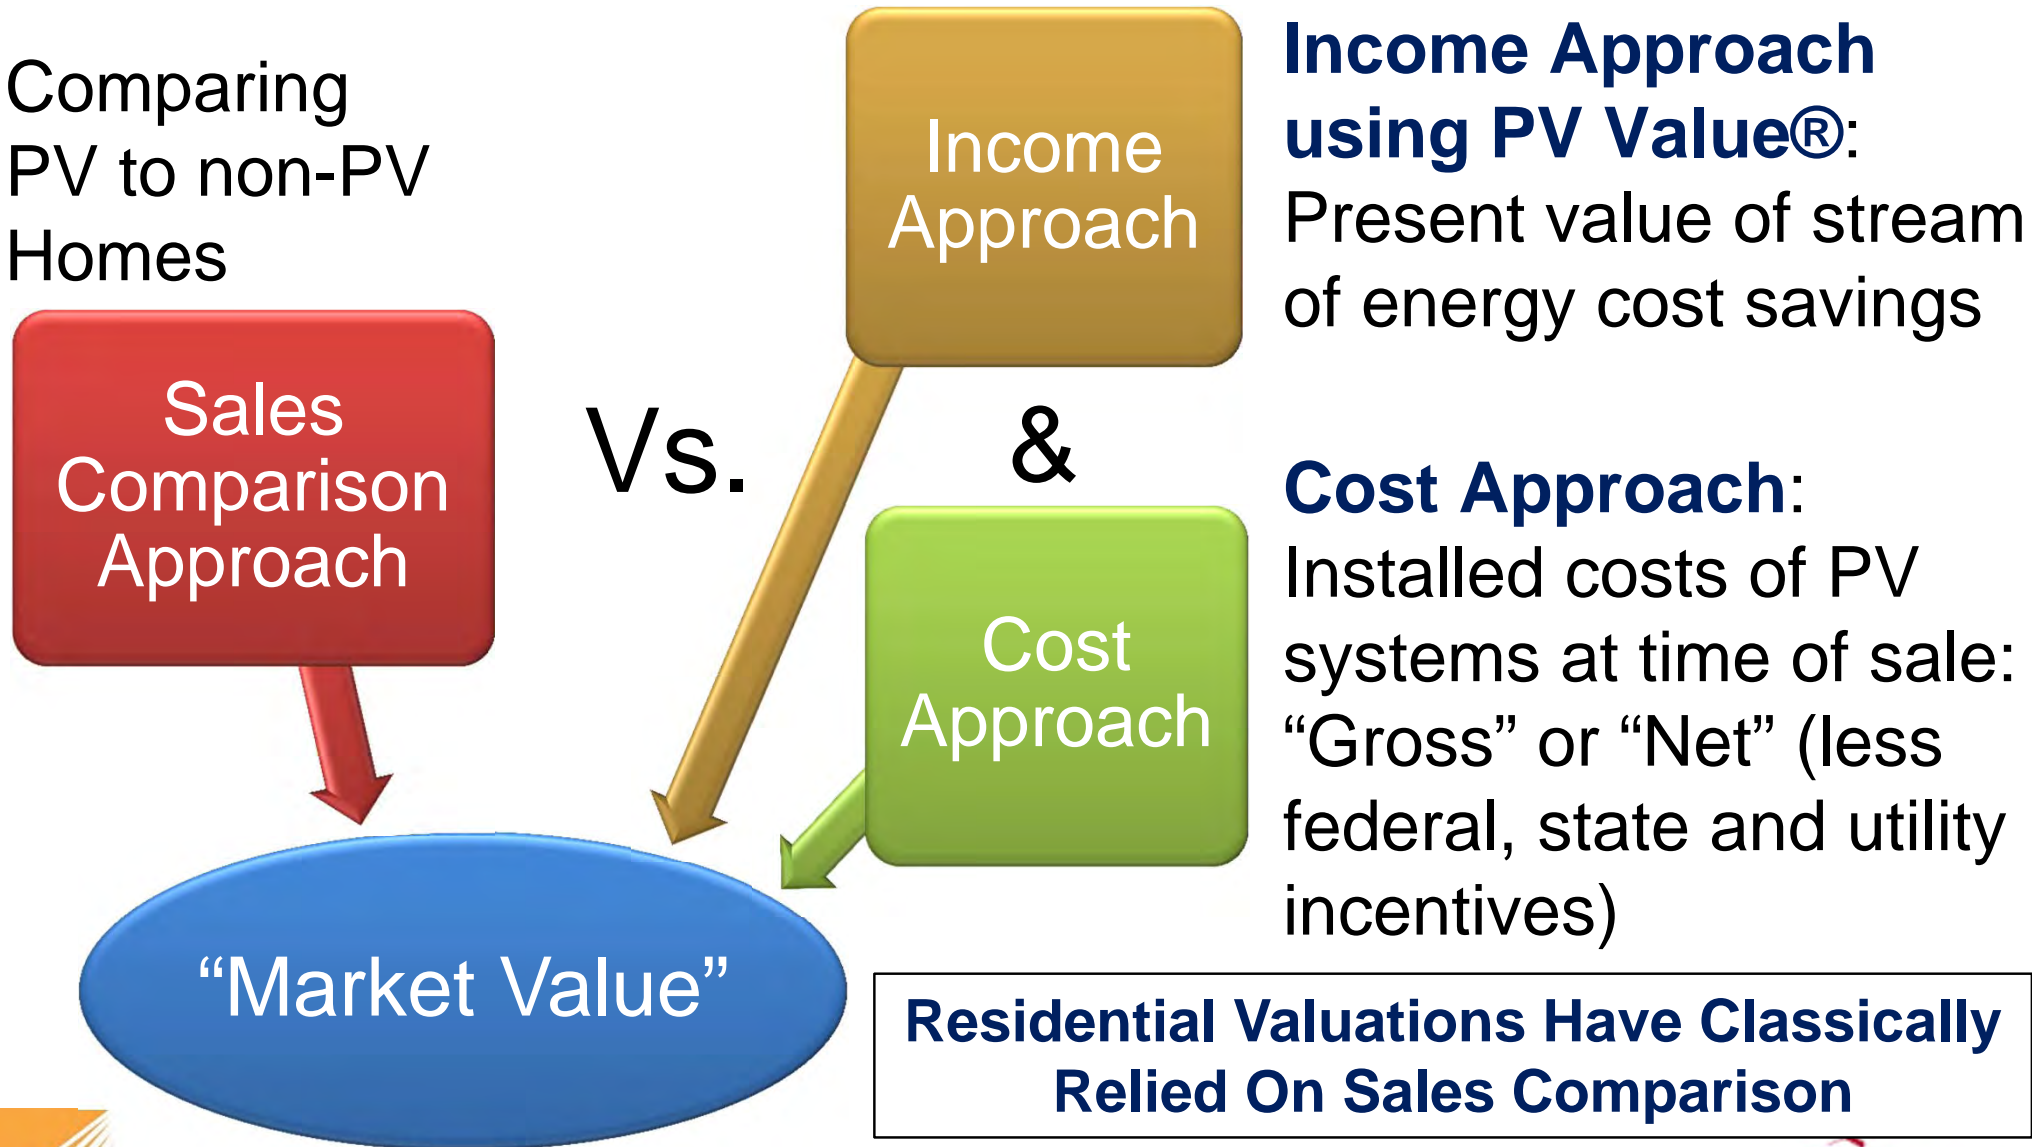 Comparing
PV to non-PV
Homes
Sales
Comparison
Approach
Vs.
Income
Approach
&
Cost
Approach
“Market Value”
Income Approach
using PV Value®:
Present value of stream
of energy cost savings
Cost Approach:
Installed costs of PV
systems at time of sale:
“Gross” or “Net” (less
federal, state and utility
incentives)
Residential Valuations Have Classically
Relied On Sales Comparison